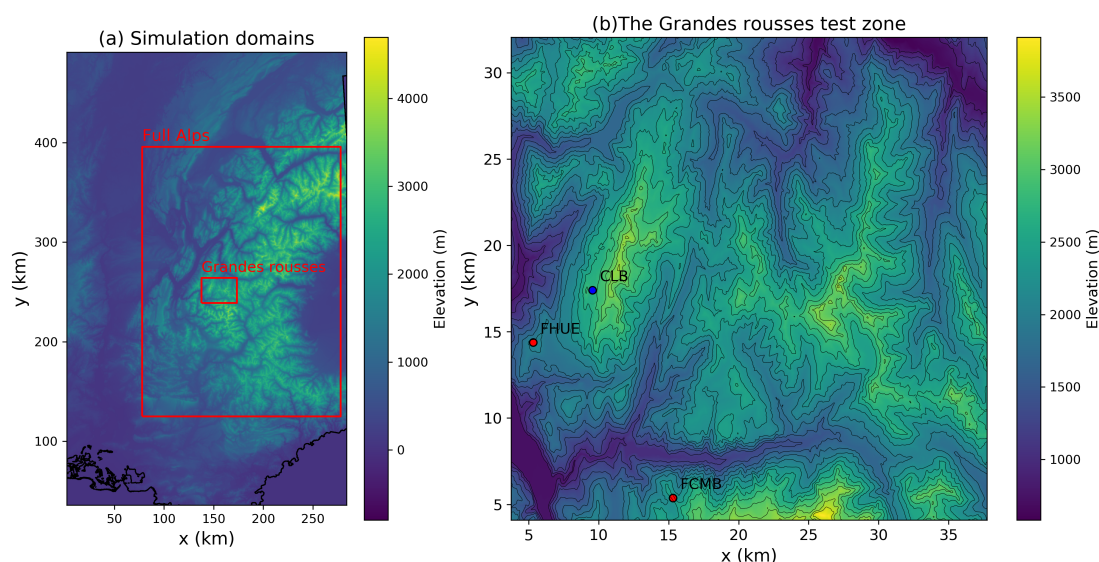 (a) Simulation domains
Full Alps
Grandes rousses
400
300
200
100
50
100
150
200
250
x (km)
y (km)
4000
3000
2000
1000
0
Elevation (m)
(b)The Grandes rousses test zone
CLB
FHUE
FCMB
30
25
20
15
10
5
5
10
15
20
25
30
35
x (km)
y (km)
3500
3000
2500
2000
1500
1000
Elevation (m)